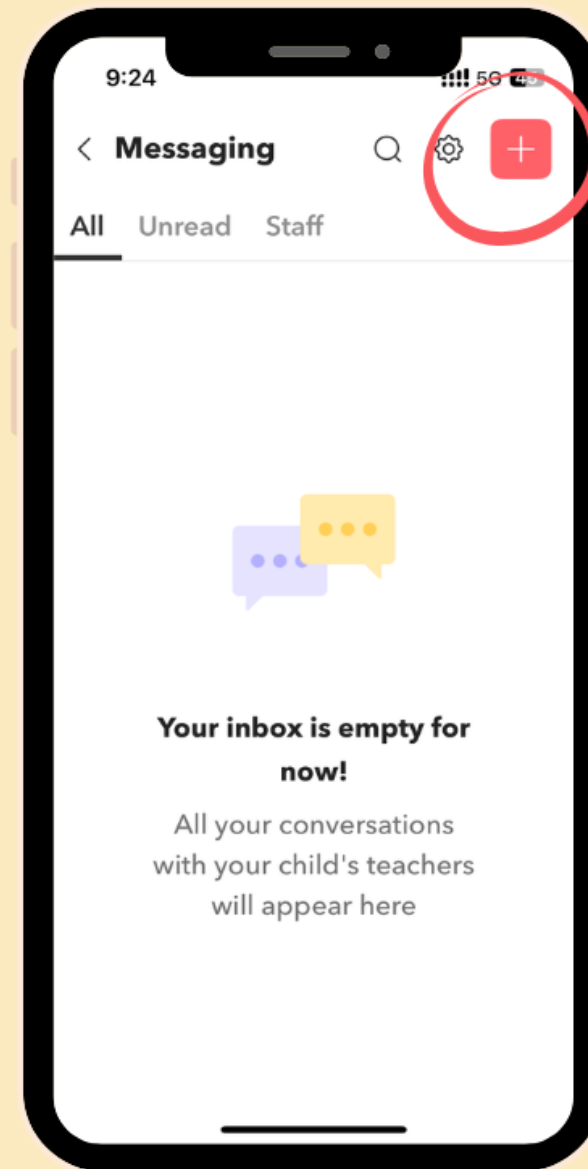 9:24 5G 45
Messaging
All Unread Staff
Your inbox is empty for
now!
All your conversations
with your child's teachers
will appear here